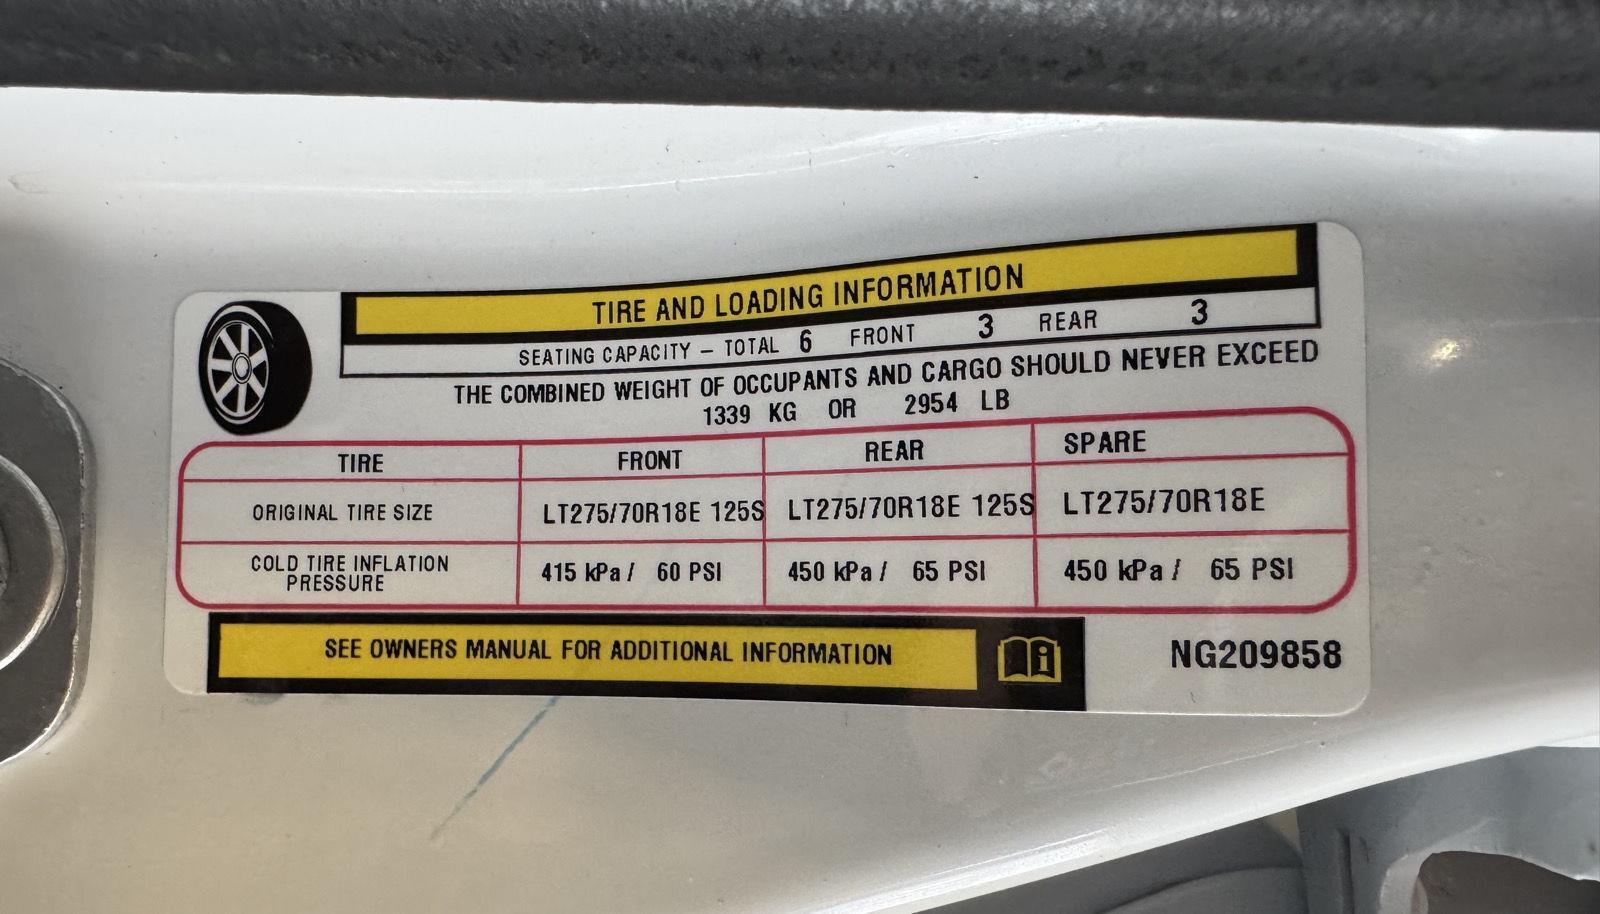 TIRE AND LOADING INFORMATION
SEATING CAPACITY – TOTAL 6 FRONT 3 REAR 3
THE COMBINED WEIGHT OF OCCUPANTS AND CARGO SHOULD NEVER EXCEED
1339 KG OR 2954 LB
TIRE FRONT REAR SPARE
ORIGINAL TIRE SIZE LT275/70R18E 125S LT275/70R18E 125S LT275/70R18E
COLD TIRE INFLATION
PRESSURE 415 kPa / 60 PSI 450 kPa / 65 PSI 450 kPa / 65 PSI
SEE OWNERS MANUAL FOR ADDITIONAL INFORMATION
NG209858